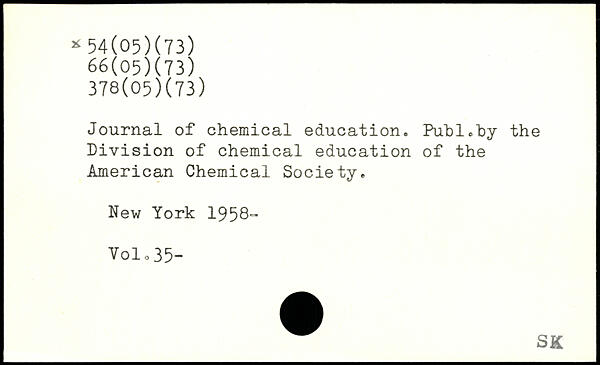 x 54(05)(73)
66(05)(73)
378(05)(73)
Journal of chemical education. Publ.by the
Division of chemical education of the
American Chemical Society.
New York 1958-
Vol.35-
SK